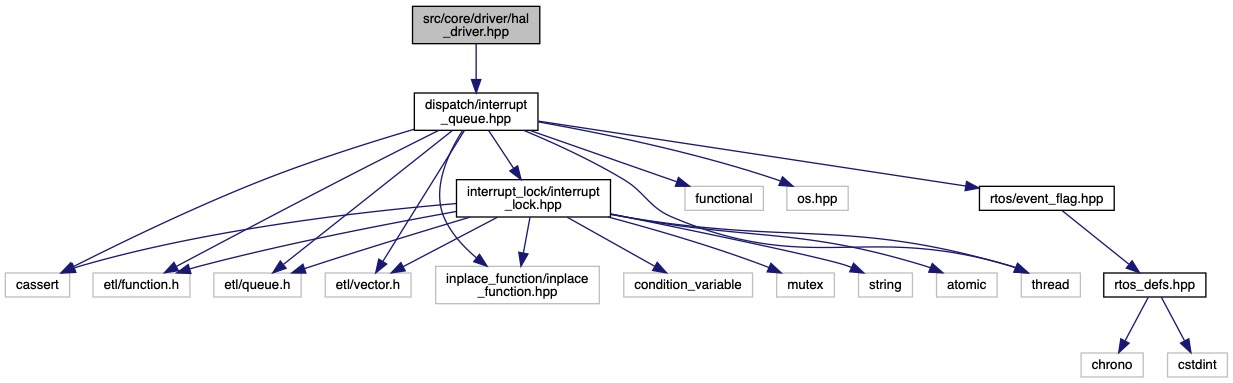 src/core/driver/hal
_driver.hpp
dispatch/interrupt
_queue.hpp
interrupt_lock/interrupt
_lock.hpp
functional
os.hpp
rtos/event_flag.hpp
cassert
etl/function.h
etl/queue.h
etl/vector.h
inplace_function/inplace
_function.hpp
condition_variable
mutex
string
atomic
thread
rtos_defs.hpp
chrono
cstdint